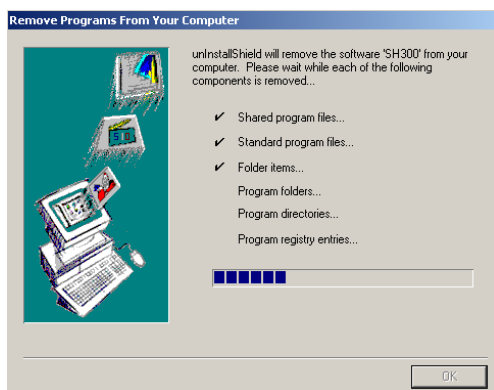 Remove Programs From Your Computer
unInstallShield will remove the software 'SH300' from your
computer.  Please wait while each of the following
components is removed...
✔ Shared program files...
✔ Standard program files...
✔ Folder items...
Program folders...
Program directories...
Program registry entries...
OK